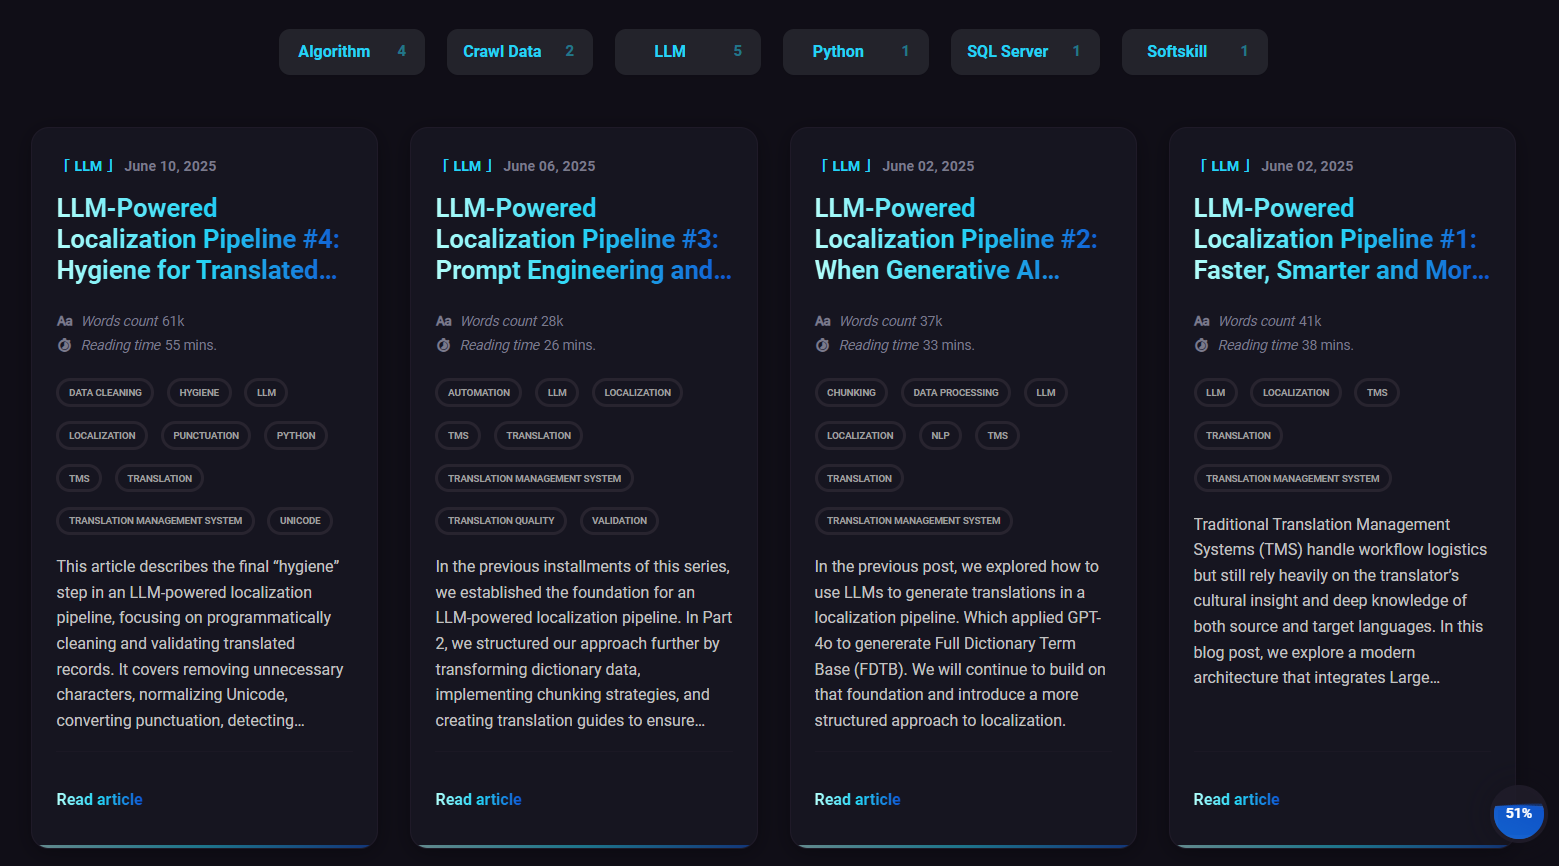 Algorithm 4 Crawl Data 2 LLM 5 Python 1 SQL Server 1 Softskill 1
「 LLM 」 June 10, 2025
LLM-Powered
Localization Pipeline #4:
Hygiene for Translated...
Aa Words count 61k
Reading time 55 mins.
DATA CLEANING HYGIENE LLM
LOCALIZATION PUNCTUATION PYTHON
TMS TRANSLATION
TRANSLATION MANAGEMENT SYSTEM UNICODE
This article describes the final “hygiene”
step in an LLM-powered localization
pipeline, focusing on programmatically
cleaning and validating translated
records. It covers removing unnecessary
characters, normalizing Unicode,
converting punctuation, detecting...
Read article
「 LLM 」 June 06, 2025
LLM-Powered
Localization Pipeline #3:
Prompt Engineering and...
Aa Words count 28k
Reading time 26 mins.
AUTOMATION LLM LOCALIZATION
TMS TRANSLATION
TRANSLATION MANAGEMENT SYSTEM
TRANSLATION QUALITY VALIDATION
In the previous installments of this series,
we established the foundation for an
LLM-powered localization pipeline. In Part
2, we structured our approach further by
transforming dictionary data,
implementing chunking strategies, and
creating translation guides to ensure...
Read article
「 LLM 」 June 02, 2025
LLM-Powered
Localization Pipeline #2:
When Generative AI...
Aa Words count 37k
Reading time 33 mins.
CHUNKING DATA PROCESSING LLM
LOCALIZATION NLP TMS
TRANSLATION
TRANSLATION MANAGEMENT SYSTEM
In the previous post, we explored how to
use LLMs to generate translations in a
localization pipeline. Which applied GPT-
4o to genererate Full Dictionary Term
Base (FDTB). We will continue to build on
that foundation and introduce a more
structured approach to localization.
Read article
「 LLM 」 June 02, 2025
LLM-Powered
Localization Pipeline #1:
Faster, Smarter and Mor...
Aa Words count 41k
Reading time 38 mins.
LLM LOCALIZATION TMS
TRANSLATION
TRANSLATION MANAGEMENT SYSTEM
Traditional Translation Management
Systems (TMS) handle workflow logistics
but still rely heavily on the translator’s
cultural insight and deep knowledge of
both source and target languages. In this
blog post, we explore a modern
architecture that integrates Large...
Read article
51%